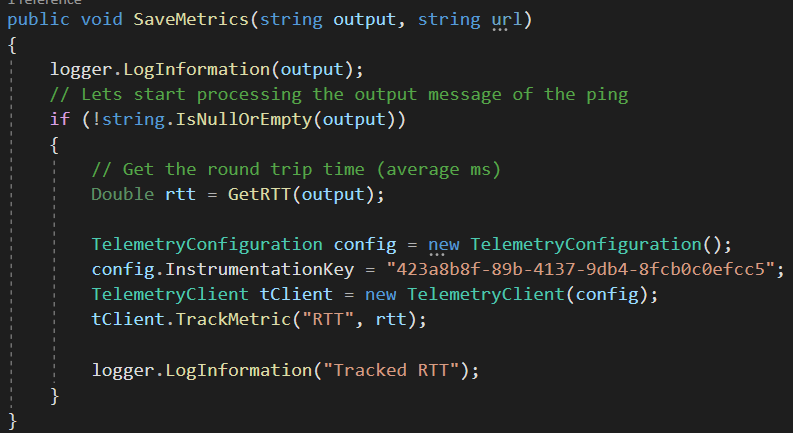 1 reference
public void SaveMetrics(string output, string url)
{
logger.LogInformation(output);
// Lets start processing the output message of the ping
if (!string.IsNullOrEmpty(output))
{
// Get the round trip time (average ms)
Double rtt = GetRTT(output);
TelemetryConfiguration config = new TelemetryConfiguration();
config.InstrumentationKey = "423a8b8f-89b-4137-9db4-8fcb0c0efcc5";
TelemetryClient tClient = new TelemetryClient(config);
tClient.TrackMetric("RTT", rtt);
logger.LogInformation("Tracked RTT");
}
}